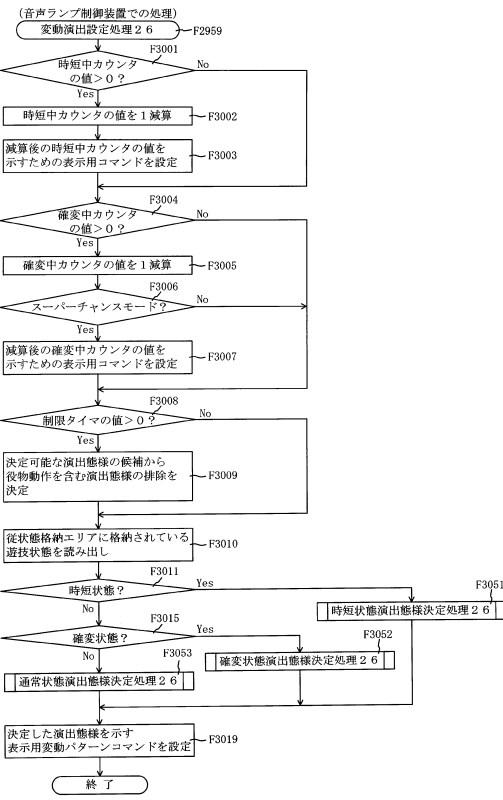 (音声ランプ制御装置での処理)
変動演出設定処理26
F2959
F3001
時短中カウンタ
の値>0?
No
Yes
時短中カウンタの値を1減算
F3002
減算後の時短中カウンタの値を
示すための表示用コマンドを設定
F3003
F3004
確変中カウンタ
の値>0?
No
Yes
確変中カウンタの値を1減算
F3005
F3006
スーパーチャンスモード?
No
Yes
減算後の確変中カウンタの値を
示すための表示用コマンドを設定
F3007
F3008
制限タイマの値>0?
No
Yes
決定可能な演出態様の候補から
役物動作を含む演出態様の排除を
決定
F3009
従状態格納エリアに格納されている
遊技状態を読み出し
F3010
F3011
時短状態?
Yes
No
F3051
時短状態演出態様決定処理26
F3015
確変状態?
Yes
No
F3052
確変状態演出態様決定処理26
F3053
通常状態演出態様決定処理26
決定した演出態様を示す
表示用変動パターンコマンドを設定
F3019
終了